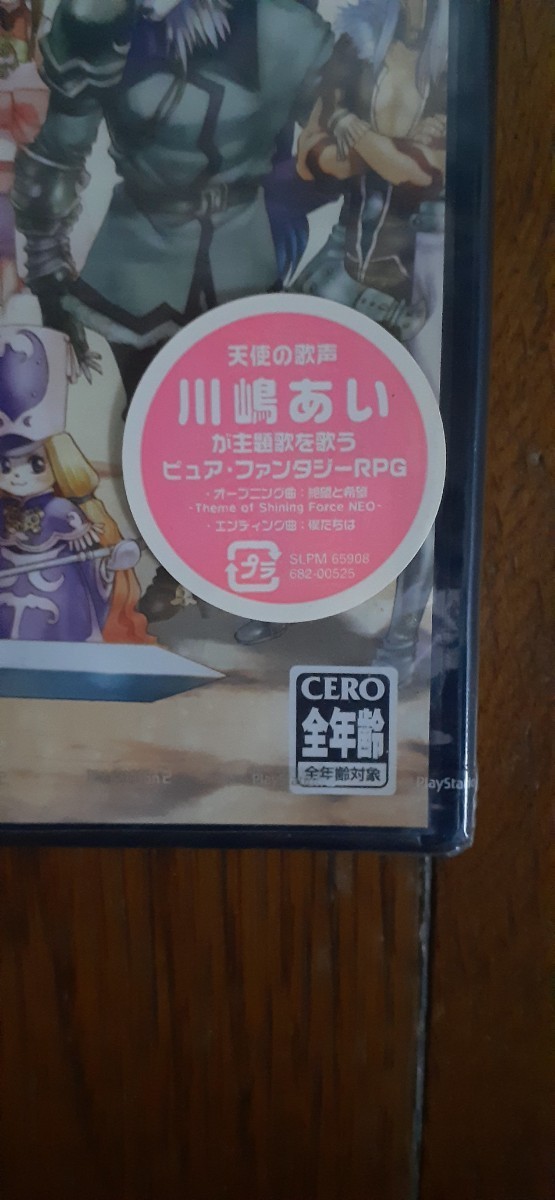 天使の歌声
川嶋あい
が主題歌を歌う
ピュア・ファンタジーRPG
・オープニング曲：絶望と希望
-Theme of Shining Force NEO-
・エンディング曲：僕たちは
プラ
SLPM 65908
682-00525
CERO
全年齢
全年齢対象